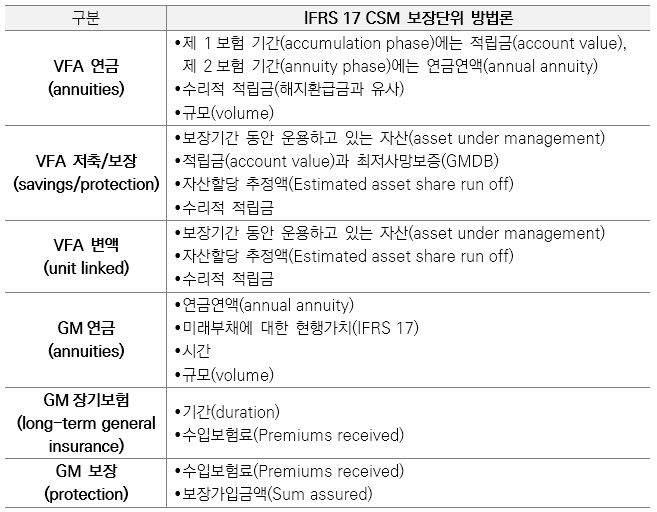 구분
IFRS 17 CSM 보장단위 방법론
VFA 연금
(annuities)
•제 1보험 기간(accumulation phase)에는 적립금(account value),
제 2보험 기간(annuity phase)에는 연금연액(annual annuity)
•수리적 적립금(해지환급금과 유사)
•규모(volume)
VFA 저축/보장
(savings/protection)
•보장기간 동안 운용하고 있는 자산(asset under management)
•적립금(account value)과 최저사망보증(GMDB)
•자산할당 추정액(Estimated asset share run off)
•수리적 적립금
VFA 변액
(unit linked)
•보장기간 동안 운용하고 있는 자산(asset under management)
•자산할당 추정액(Estimated asset share run off)
•수리적 적립금
GM 연금
(annuities)
•연금연액(annual annuity)
•미래부채에 대한 현행가치(IFRS 17)
•시간
•규모(volume)
GM 장기보험
(long-term general
insurance)
•기간(duration)
•수입보험료(Premiums received)
GM 보장
(protection)
•수입보험료(Premiums received)
•보장가입금액(Sum assured)